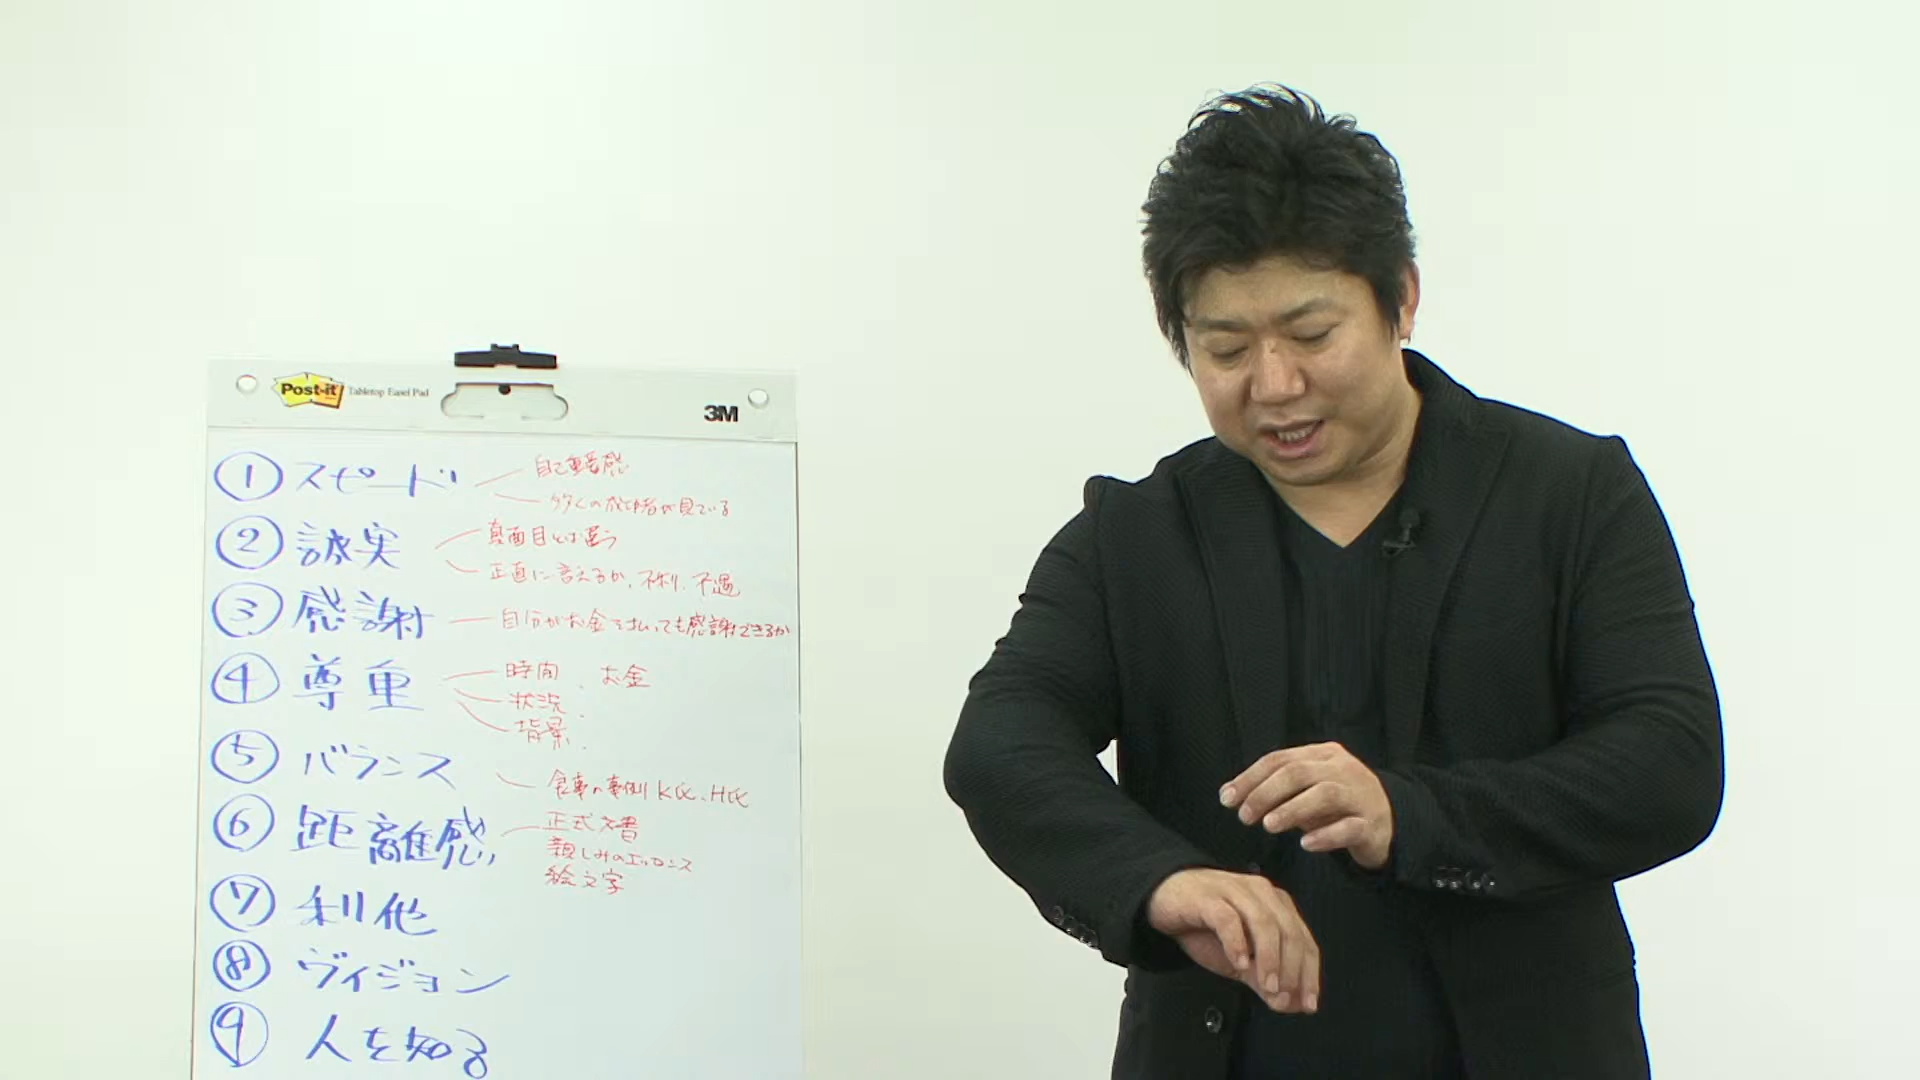 Post-it Tabletop Easel Pad
3M
① スピード
自己重要感
多くの成功者が見ている
② 誠実
真面目とは違う
正直に言えるか、不利、不遇
③ 感謝
自分がお金を払っても感謝できるか
④ 尊重
時間、お金
状況、
背景、
⑤ バランス
食事の事例 K氏、H氏
⑥ 距離感
正式文書
親しみの
絵文字
⑦ 利他
⑧ ヴィジョン
⑨ 人を知る